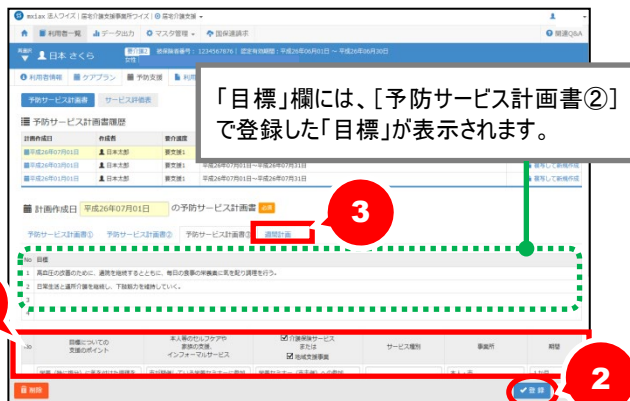 mxiax 法人ワイズ | 居宅介護支援事業所ワイズ | 居宅介護支援
利用者一覧 データ出力 マスタ管理 国保連請求 関連Q&A
日本 さくら 要介護2 被保険者番号: 1234567676 | 認定有効期間: 平成26年06月01日 ～ 平成26年06月30日
女性
利用者情報 ケアプラン 予防支援
「目標」欄には、[予防サービス計画書②]
で登録した「目標」が表示されます。
予防サービス計画書 サービス評価表
予防サービス計画書履歴
計画作成日 作成者 要介護度
平成26年07月01日 日本太郎 要支援1
平成26年03月01日 日本太郎 要支援1 平成26年07月01日～平成26年07月31日 複写して新規作成
平成26年01月01日 日本太郎 要支援1 平成26年07月01日～平成26年07月31日 複写して新規作成
計画作成日 平成26年07月01日 の予防サービス計画書 必須
3
予防サービス計画書① 予防サービス計画書② 予防サービス計画書③ 週間計画
No 目標
1 高血圧の改善のために、通院を継続するとともに、毎日の食事の栄養素に気を配り調理を行う。
2 日常生活と通所介護を継続し、下肢筋力を維持していく。
3
4
No 目標についての
支援のポイント 本人等のセルフケアや
家族の支援、
インフォーマルサービス 介護保険サービス
または
地域支援事業 サービス種別 事業所 期間
削除 登録
2